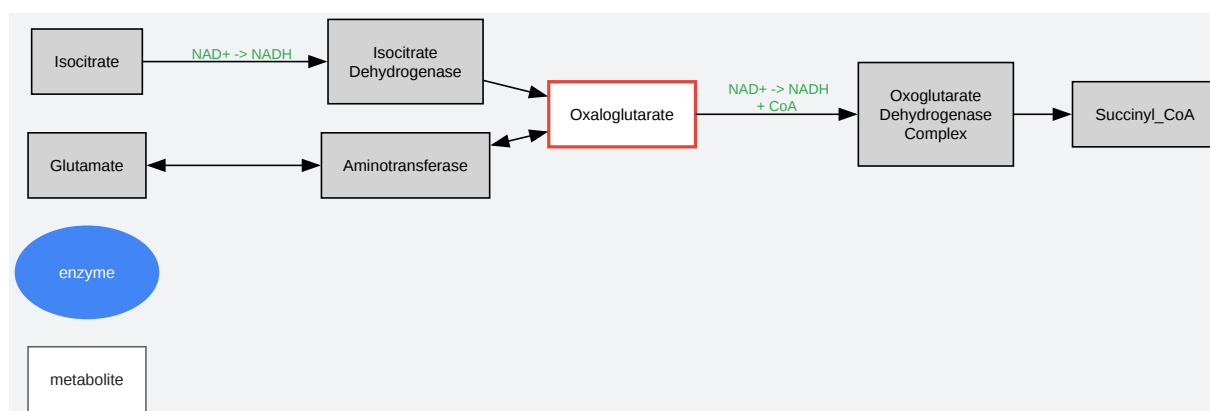 Isocitrate
NAD+ -> NADH
Isocitrate
Dehydrogenase
Oxaloglutarate
NAD+ -> NADH
+ CoA
Oxoglutarate
Dehydrogenase
Complex
Succinyl_CoA
Glutamate
Aminotransferase
enzyme
metabolite